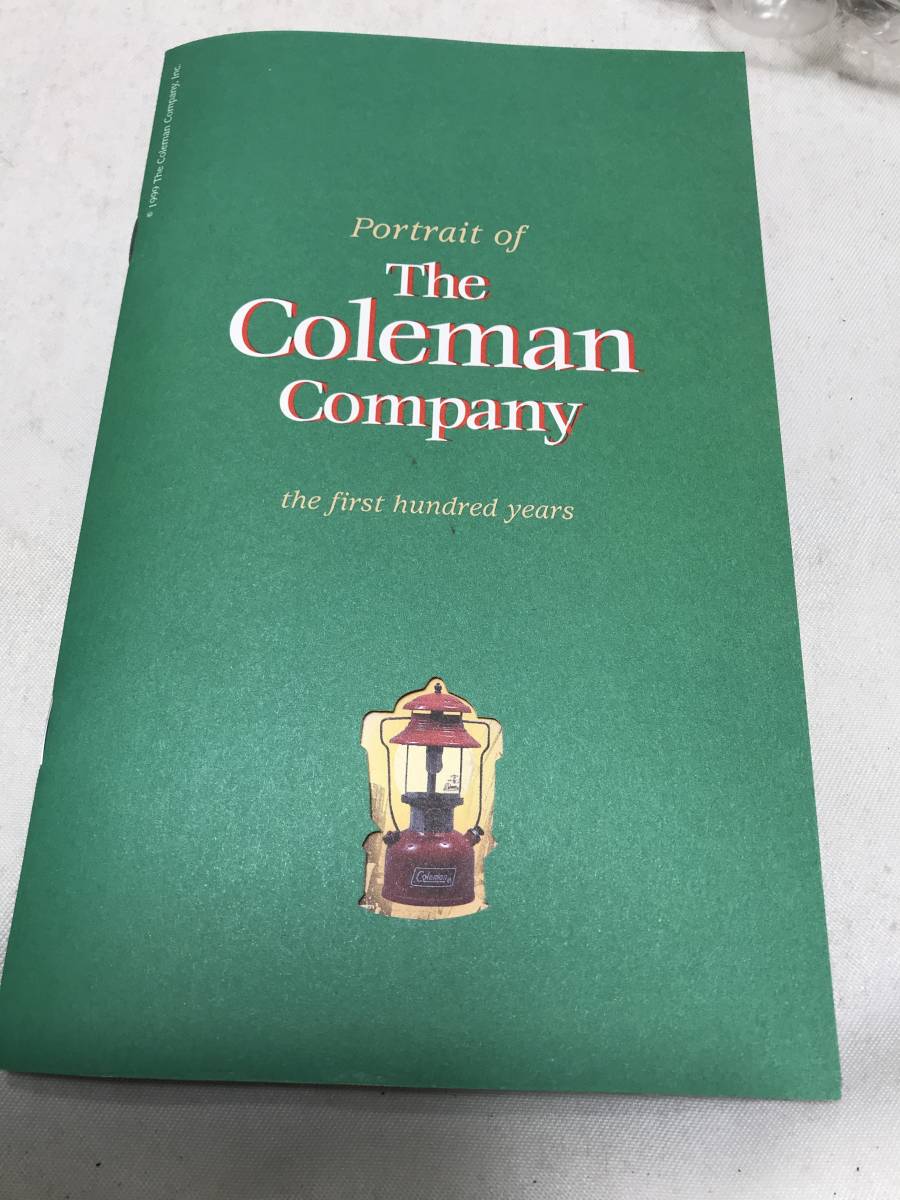 © 1999 The Coleman Company, Inc.
Portrait of
The
Coleman
Company
the first hundred years
Coleman